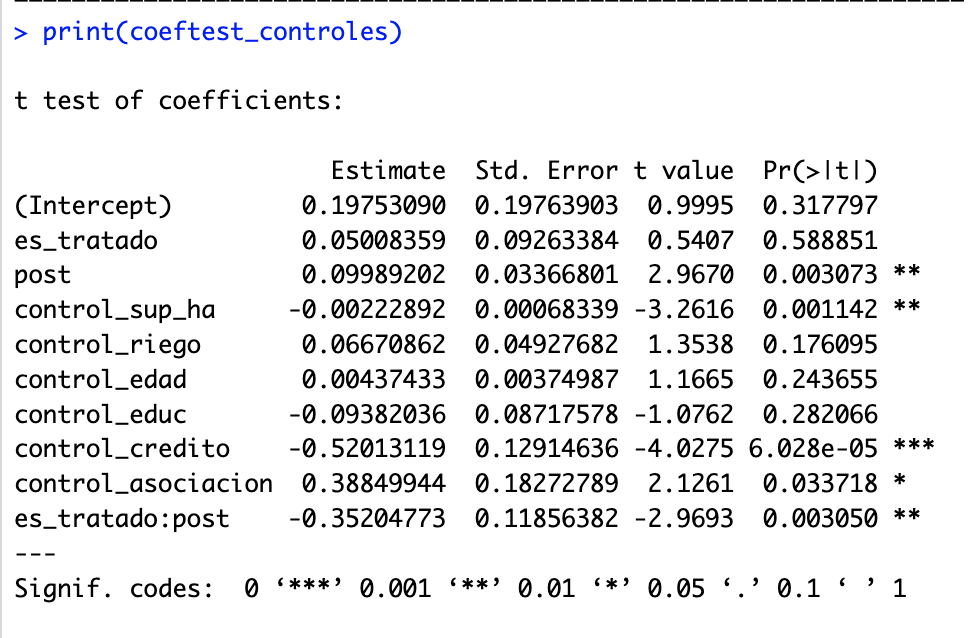 > print(coeftest_controles)
t test of coefficients:
Estimate Std. Error t value Pr(>|t|)
(Intercept) 0.19753090 0.19763903 0.9995 0.317797
es_tratado 0.05008359 0.09263384 0.5407 0.588851
post 0.09989202 0.03366801 2.9670 0.003073 **
control_sup_ha -0.00222892 0.00068339 -3.2616 0.001142 **
control_riego 0.06670862 0.04927682 1.3538 0.176095
control_edad 0.00437433 0.00374987 1.1665 0.243655
control_educ -0.09382036 0.08717578 -1.0762 0.282066
control_credito -0.52013119 0.12914636 -4.0275 6.028e-05 ***
control_asociacion 0.38849944 0.18272789 2.1261 0.033718 *
es_tratado:post -0.35204773 0.11856382 -2.9693 0.003050 **
---
Signif. codes: 0 ‘***’ 0.001 ‘**’ 0.01 ‘*’ 0.05 ‘.’ 0.1 ‘ ’ 1